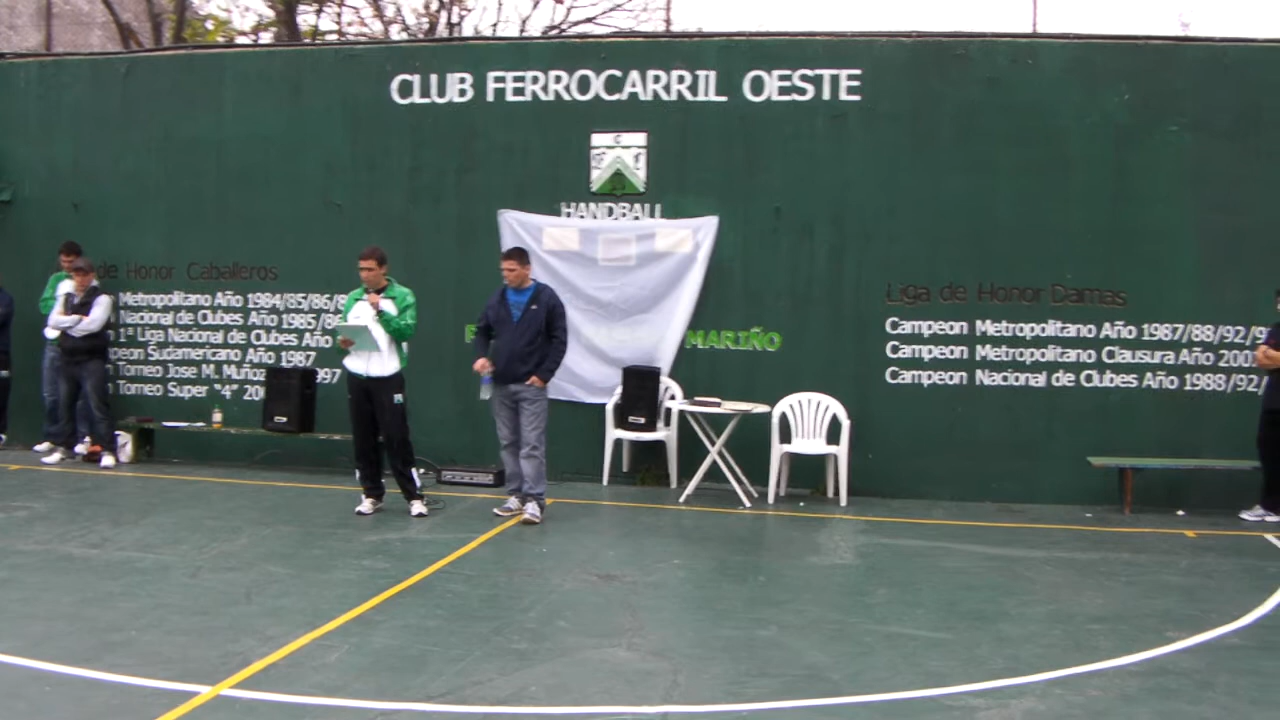 CLUB FERROCARRIL OESTE
HANDBALL
MARIÑO
de Honor Caballeros
Metropolitano Año 1984/85/86/8
Nacional de Clubes Año 1985/86
1ª Liga Nacional de Clubes Año
Sudamericano Año 1987
Torneo Jose M. Muñoz 997
Torneo Super "4" 20
Liga de Honor Damas
Campeon Metropolitano Año 1987/88/92/9
Campeon Metropolitano Clausura Año 200
Campeon Nacional de Clubes Año 1988/92/